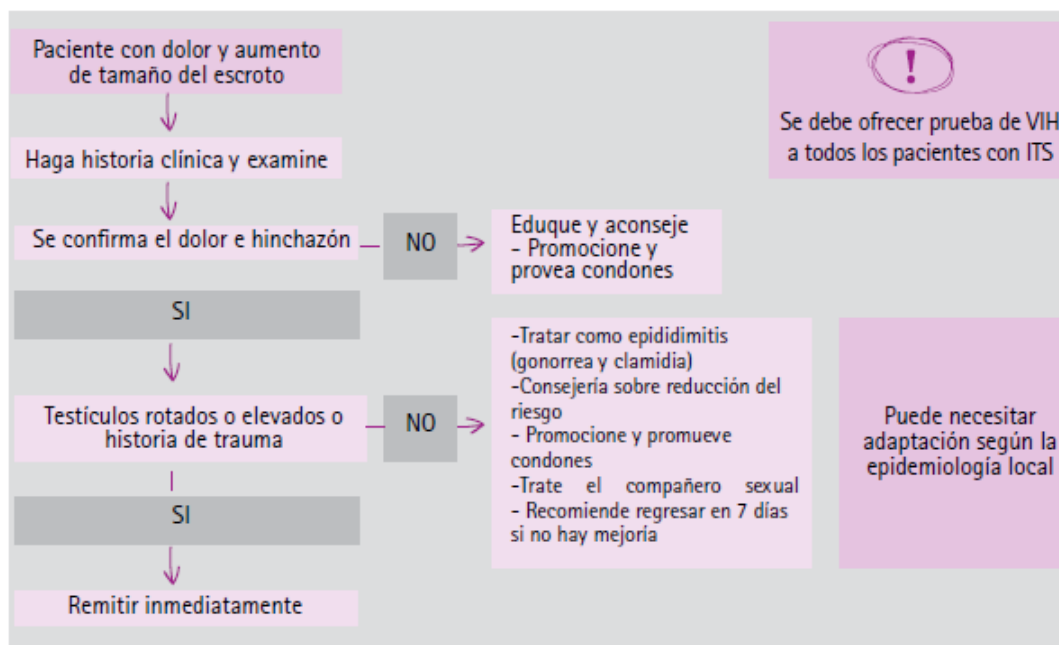 Paciente con dolor y aumento
de tamaño del escroto
!
Se debe ofrecer prueba de VIH
a todos los pacientes con ITS
Haga historia clínica y examine
Se confirma el dolor e hinchazón
NO
Eduque y aconseje
- Promocione y
provea condones
SI
Testículos rotados o elevados o
historia de trauma
NO
-Tratar como epididimitis
(gonorrea y clamidia)
-Consejería sobre reducción del
riesgo
- Promocione y promueve
condones
-Trate el compañero sexual
- Recomiende regresar en 7 días
si no hay mejoría
Puede necesitar
adaptación según la
epidemiología local
SI
Remitir inmediatamente